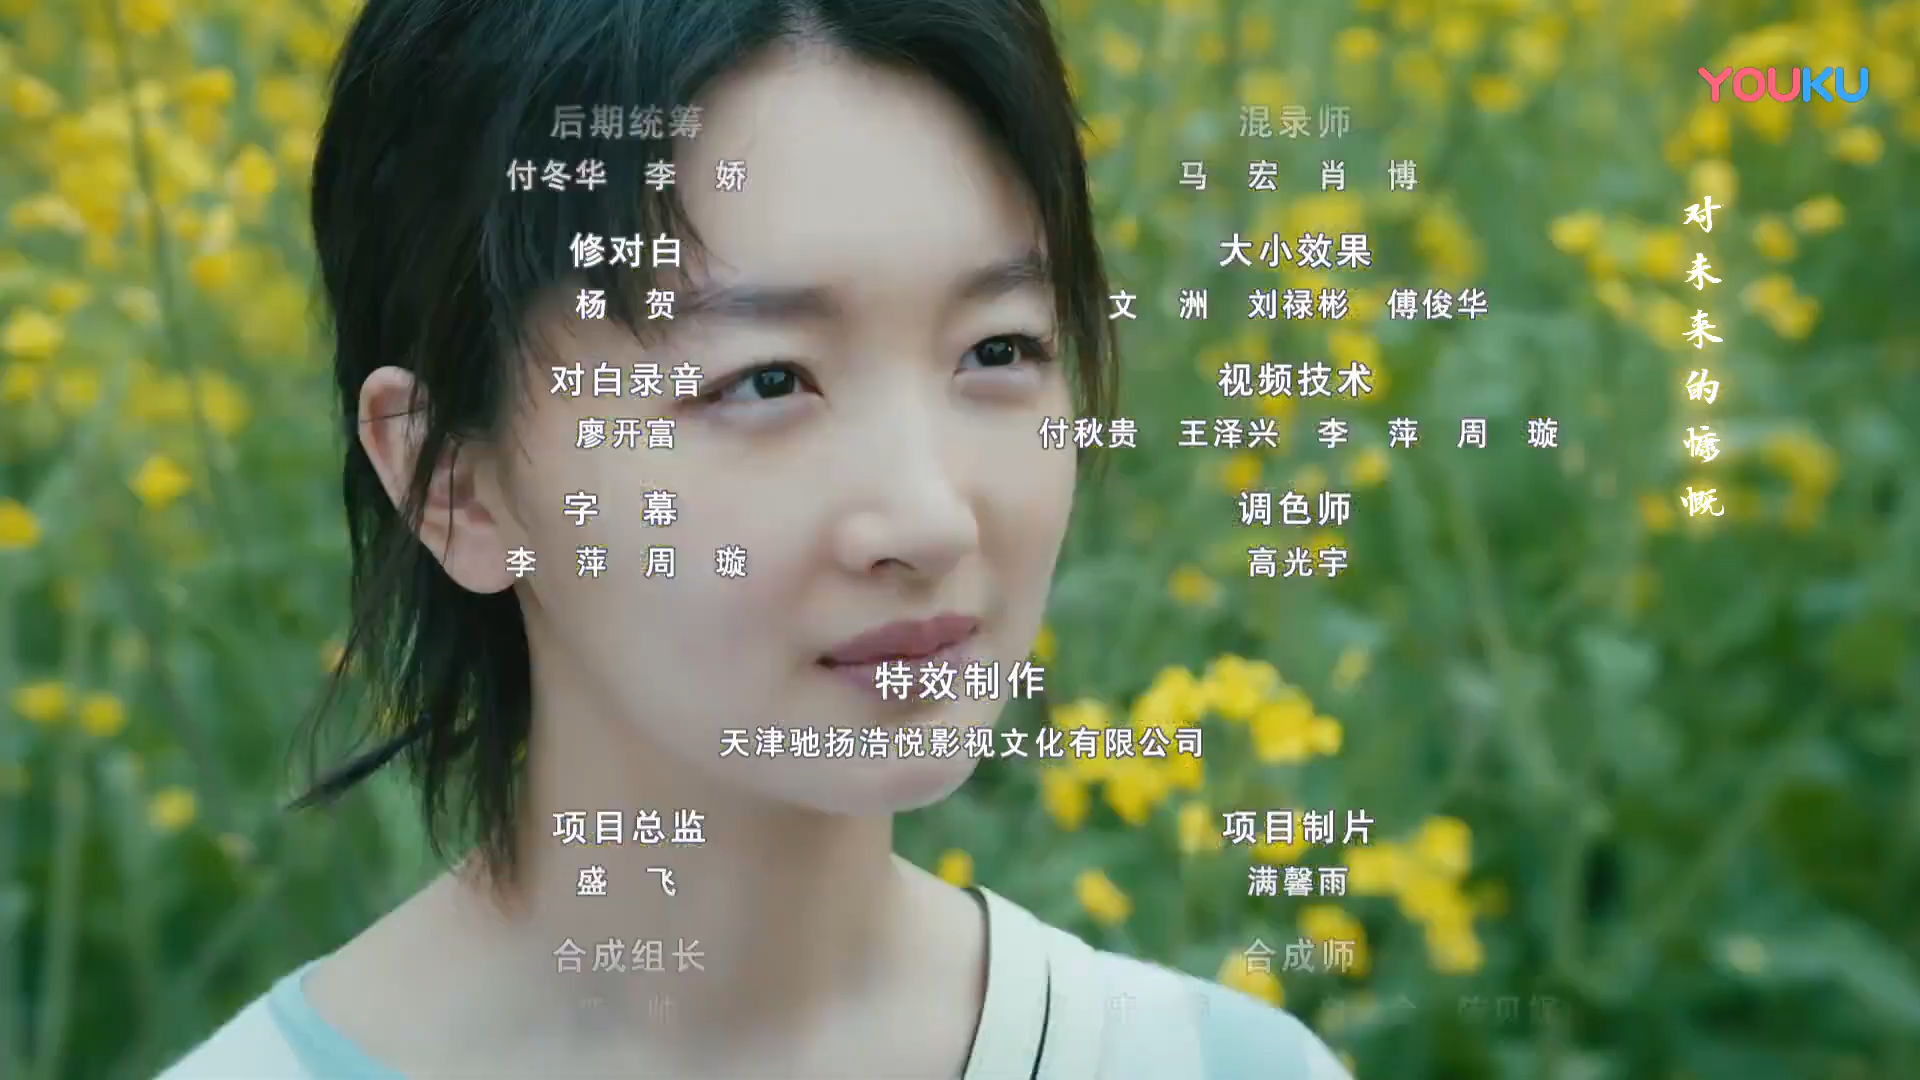 YOUKU
后期统筹
付冬华 李 娇
混录师
马 宏 肖 博
修对白
杨 贺
大小效果
文 洲 刘禄彬 傅俊华
对白录音
廖开富
视频技术
付秋贵 王泽兴 李 萍 周 璇
字 幕
李 萍 周 璇
调色师
高光宇
特效制作
天津驰扬浩悦影视文化有限公司
项目总监
盛 飞
项目制片
满馨雨
合成组长
合成师
对未来的慷慨